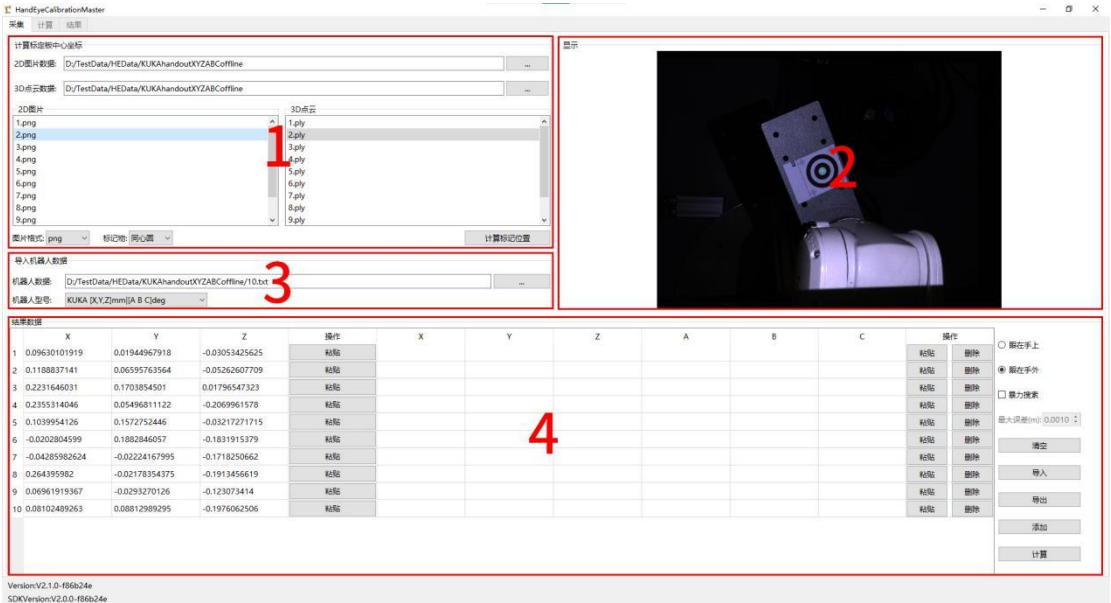 HandEyeCalibrationMaster
采集 计算 结果
计算标定板中心坐标
2D图片数据: D:/TestData/HEData/KUKAhandoutXYZABCoffline ...
3D点云数据: D:/TestData/HEData/KUKAhandoutXYZABCoffline ...
2D图片 3D点云
1.png 1.ply
2.png 2.ply
3.png 3.ply
4.png 4.ply
5.png 5.ply
6.png 6.ply
7.png 7.ply
8.png 8.ply
9.png 9.ply
1
图片格式: png 标记物: 同心圆 计算标记位置
显示
2
导入机器人数据
机器人数据: D:/TestData/HEData/KUKAhandoutXYZABCoffline/10.txt ...
机器人型号: KUKA [X,Y,Z]mm|[A B C]deg
3
结果数据
X Y Z 操作 X Y Z A B C 操作
1 0.09630101919 0.01944967918 -0.03053425625 粘贴 粘贴 删除
2 0.1188837141 0.06595763564 -0.05262607709 粘贴 粘贴 删除
3 0.2231646031 0.1703854501 0.01796547323 粘贴 粘贴 删除
4 0.2355314046 0.05496811122 -0.2069961578 粘贴 粘贴 删除
5 0.1039954126 0.1572752446 -0.03217271715 粘贴 粘贴 删除
6 -0.0202804599 0.1882846057 -0.1831915379 粘贴 粘贴 删除
7 -0.04285982624 -0.02224167995 -0.1718250662 粘贴 粘贴 删除
8 0.264395982 -0.02178354375 -0.1913456619 粘贴 粘贴 删除
9 0.06961919367 -0.0293270126 -0.123073414 粘贴 粘贴 删除
10 0.08102489263 0.08812989295 -0.1976062506 粘贴 粘贴 删除
4
眼在手上
眼在手外
暴力搜索
最大误差(m): 0.0010
清空
导入
导出
添加
计算
Version:V2.1.0-f86b24e
SDKVersion:V2.0.0-f86b24e